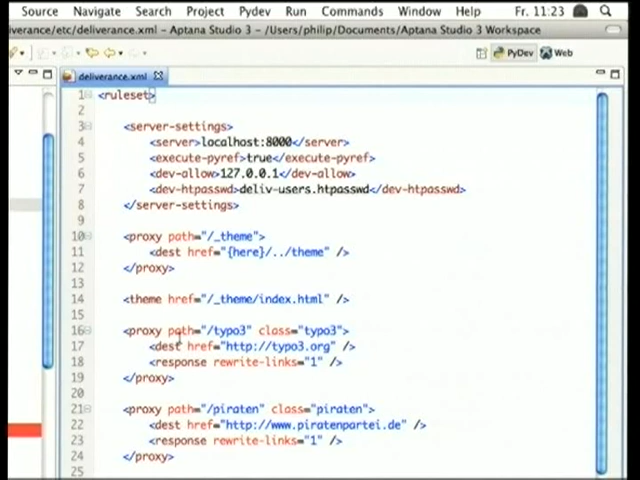 Source Navigate Search Project Pydev Run Commands Window Help Fr. 11:23
liverance/etc/deliverance.xml - Aptana Studio 3 - /Users/philip/Documents/Aptana Studio 3 Workspace
PyDev Web
deliverance.xml
1 <ruleset>
2
3 <server-settings>
4 <server>localhost:8000</server>
5 <execute-pyref>true</execute-pyref>
6 <dev-allow>127.0.0.1</dev-allow>
7 <dev-htpasswd>deliv-users.htpasswd</dev-htpasswd>
8 </server-settings>
9
10 <proxy path="/_theme">
11 <dest href="{here}/../theme" />
12 </proxy>
13
14 <theme href="/_theme/index.html" />
15
16 <proxy path="/typo3" class="typo3">
17 <dest href="http://typo3.org" />
18 <response rewrite-links="1" />
19 </proxy>
20
21 <proxy path="/piraten" class="piraten">
22 <dest href="http://www.piratenpartei.de" />
23 <response rewrite-links="1" />
24 </proxy>
25